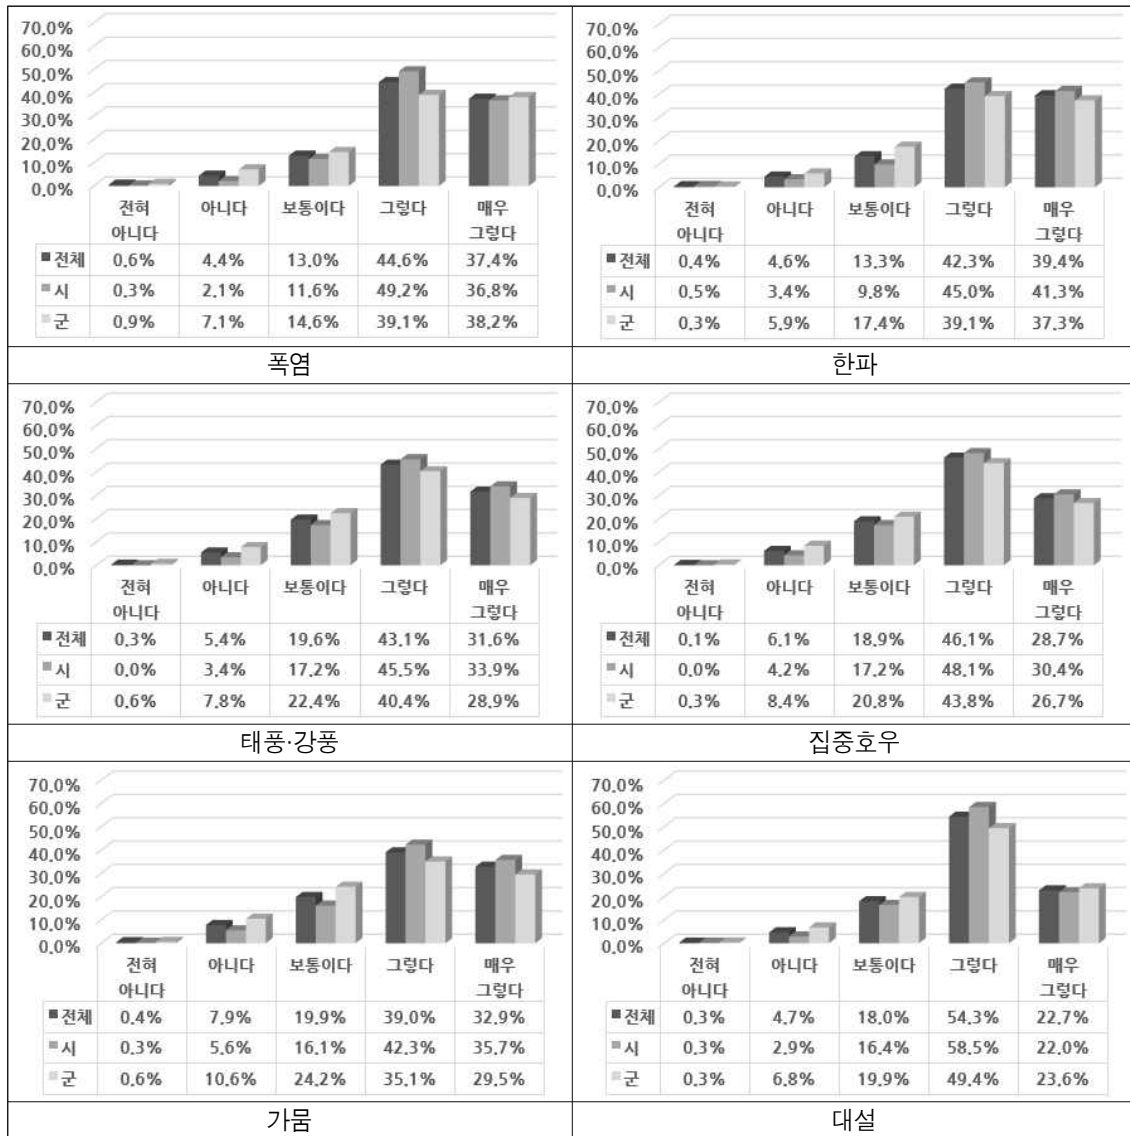 70.0%
60.0%
50.0%
40.0%
30.0%
20.0%
10.0%
0.0%
전혀 아니다 보통이다 그렇다 매우
아니다 그렇다
전체 0.6% 4.4% 13.0% 44.6% 37.4%
시 0.3% 2.1% 11.6% 49.2% 36.8%
군 0.9% 7.1% 14.6% 39.1% 38.2%
폭염
70.0%
60.0%
50.0%
40.0%
30.0%
20.0%
10.0%
0.0%
전혀 아니다 보통이다 그렇다 매우
아니다 그렇다
전체 0.4% 4.6% 13.3% 42.3% 39.4%
시 0.5% 3.4% 9.8% 45.0% 41.3%
군 0.3% 5.9% 17.4% 39.1% 37.3%
한파
70.0%
60.0%
50.0%
40.0%
30.0%
20.0%
10.0%
0.0%
전혀 아니다 보통이다 그렇다 매우
아니다 그렇다
전체 0.3% 5.4% 19.6% 43.1% 31.6%
시 0.0% 3.4% 17.2% 45.5% 33.9%
군 0.6% 7.8% 22.4% 40.4% 28.9%
태풍·강풍
70.0%
60.0%
50.0%
40.0%
30.0%
20.0%
10.0%
0.0%
전혀 아니다 보통이다 그렇다 매우
아니다 그렇다
전체 0.1% 6.1% 18.9% 46.1% 28.7%
시 0.0% 4.2% 17.2% 48.1% 30.4%
군 0.3% 8.4% 20.8% 43.8% 26.7%
집중호우
70.0%
60.0%
50.0%
40.0%
30.0%
20.0%
10.0%
0.0%
전혀 아니다 보통이다 그렇다 매우
아니다 그렇다
전체 0.4% 7.9% 19.9% 39.0% 32.9%
시 0.3% 5.6% 16.1% 42.3% 35.7%
군 0.6% 10.6% 24.2% 35.1% 29.5%
가뭄
70.0%
60.0%
50.0%
40.0%
30.0%
20.0%
10.0%
0.0%
전혀 아니다 보통이다 그렇다 매우
아니다 그렇다
전체 0.3% 4.7% 18.0% 54.3% 22.7%
시 0.3% 2.9% 16.4% 58.5% 22.0%
군 0.3% 6.8% 19.9% 49.4% 23.6%
대설